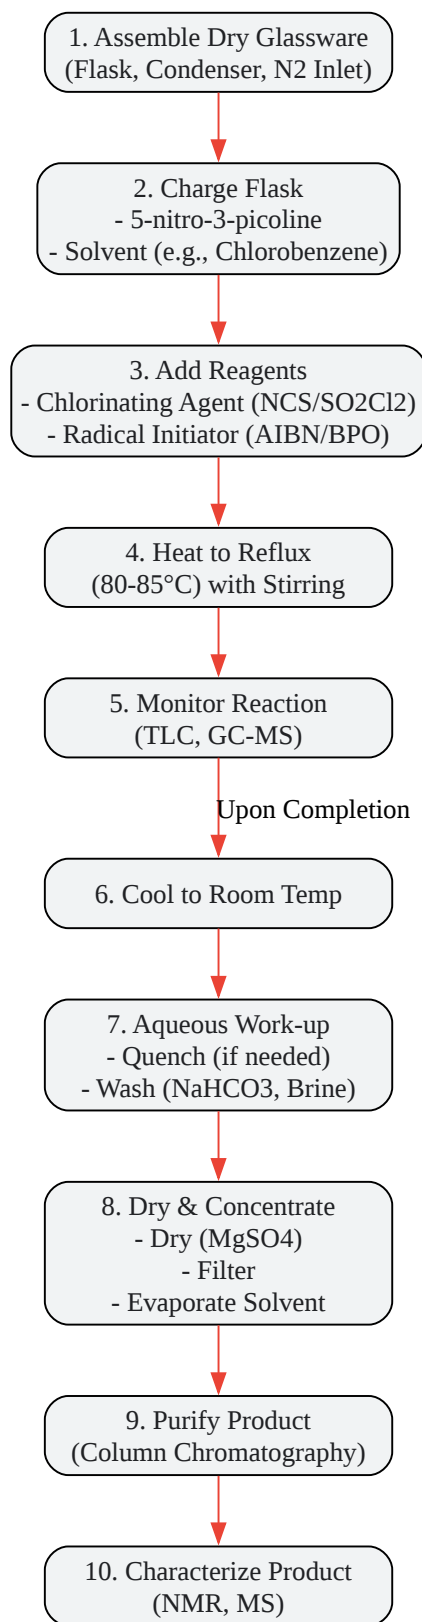 1. Assemble Dry Glassware
(Flask, Condenser, N2 Inlet)
2. Charge Flask
- 5-nitro-3-picoline
- Solvent (e.g., Chlorobenzene)
3. Add Reagents
- Chlorinating Agent (NCS/SO2Cl2)
- Radical Initiator (AIBN/BPO)
4. Heat to Reflux
(80-85°C) with Stirring
5. Monitor Reaction
(TLC, GC-MS)
Upon Completion
6. Cool to Room Temp
7. Aqueous Work-up
- Quench (if needed)
- Wash (NaHCO3, Brine)
8. Dry & Concentrate
- Dry (MgSO4)
- Filter
- Evaporate Solvent
9. Purify Product
(Column Chromatography)
10. Characterize Product
(NMR, MS)